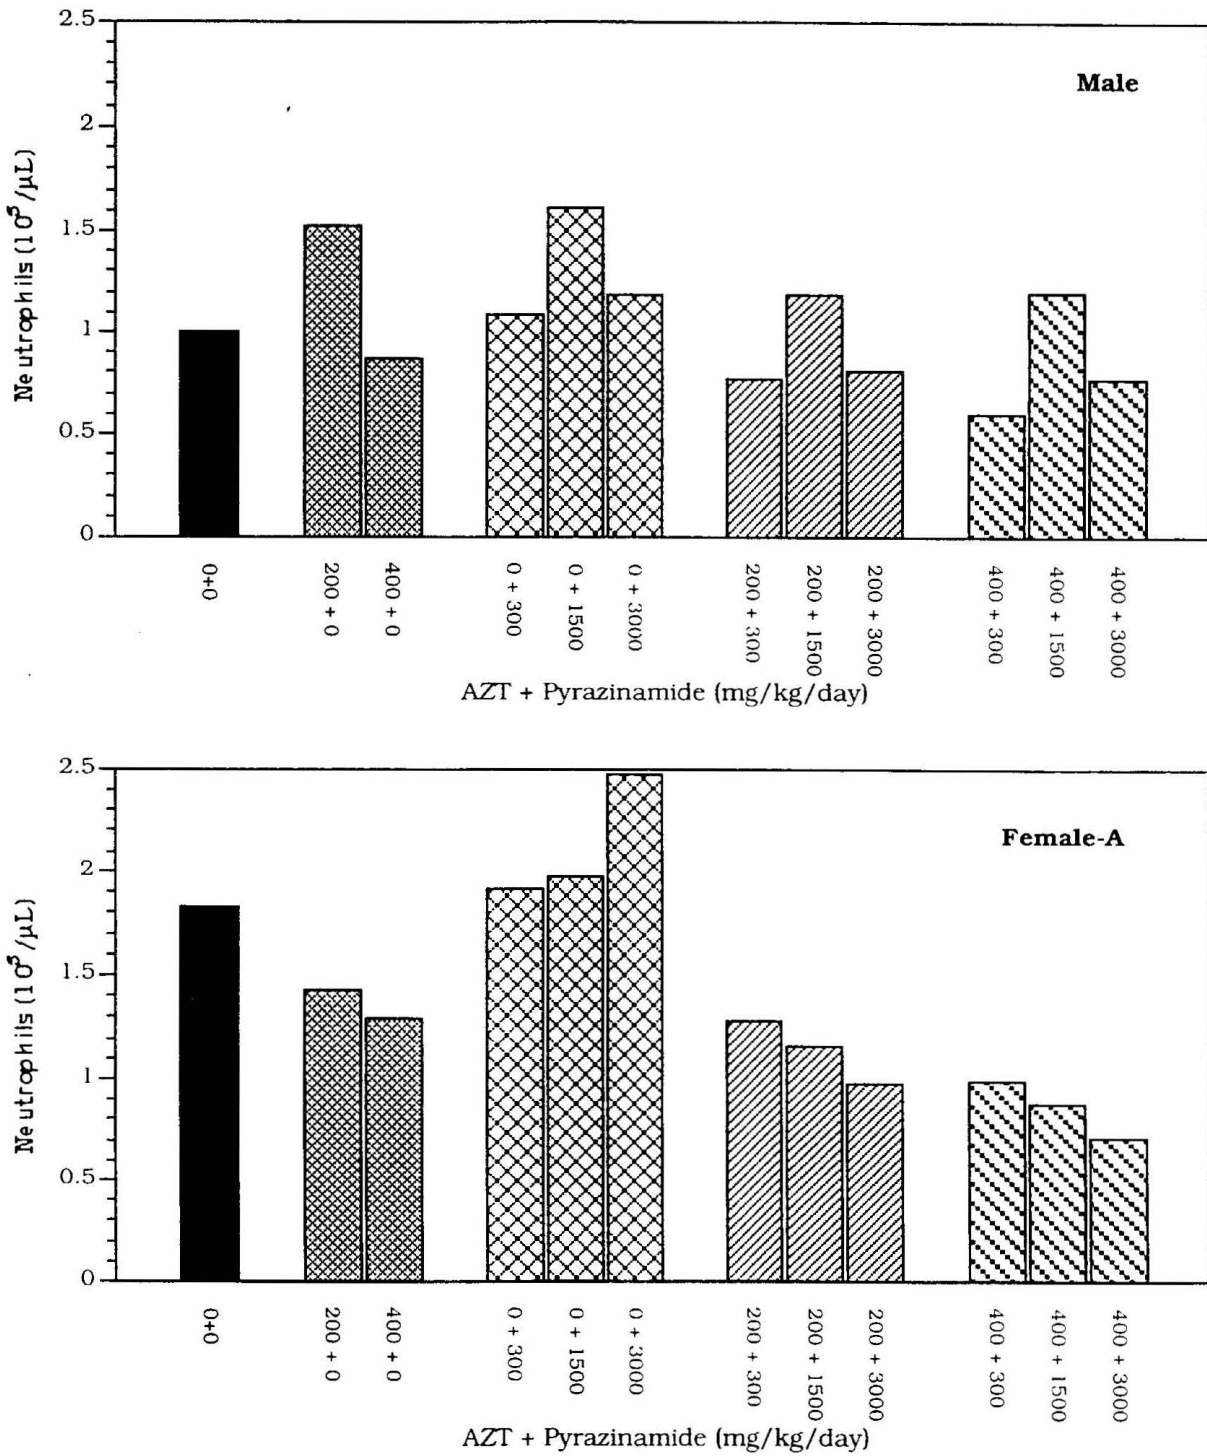 Male
Neutrophils (10³/μL)
2.5
2
1.5
1
0.5
0
0+0
200 + 0
400 + 0
0 + 300
0 + 1500
0 + 3000
200 + 300
200 + 1500
200 + 3000
400 + 300
400 + 1500
400 + 3000
AZT + Pyrazinamide (mg/kg/day)
Female-A
Neutrophils (10³/μL)
2.5
2
1.5
1
0.5
0
0+0
200 + 0
400 + 0
0 + 300
0 + 1500
0 + 3000
200 + 300
200 + 1500
200 + 3000
400 + 300
400 + 1500
400 + 3000
AZT + Pyrazinamide (mg/kg/day)